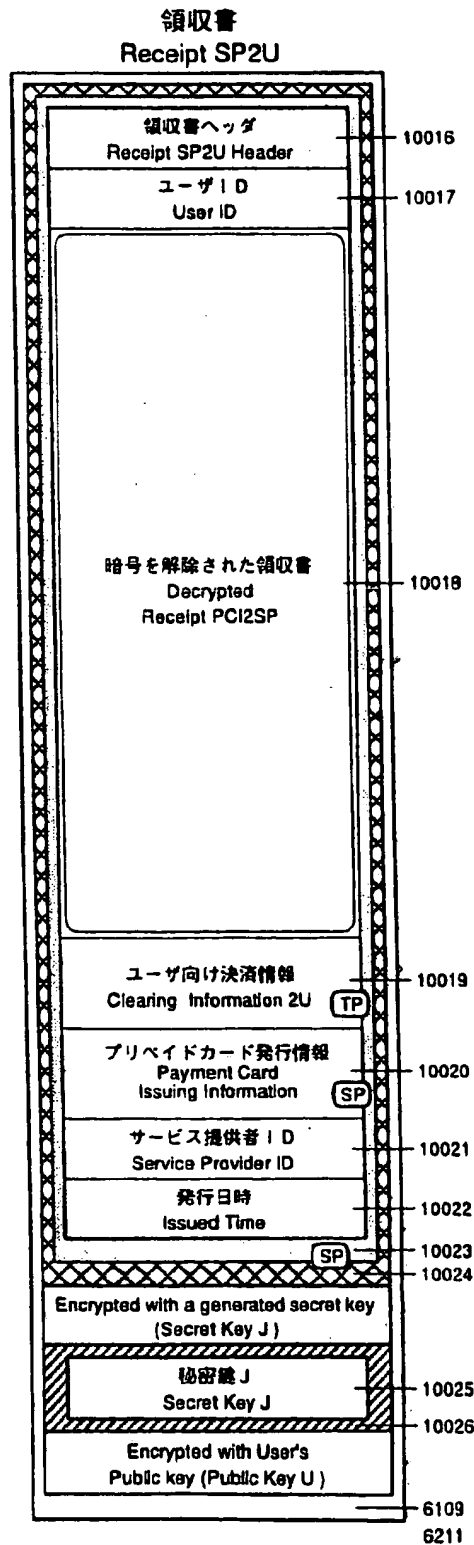 領収書
Receipt SP2U
領収書ヘッダ
Receipt SP2U Header
10016
ユーザID
User ID
10017
暗号を解除された領収書
Decrypted
Receipt PCI2SP
10018
ユーザ向け決済情報
Clearing Information 2U
TP
10019
プリペイドカード発行情報
Payment Card
Issuing Information
SP
10020
サービス提供者ID
Service Provider ID
10021
発行日時
Issued Time
10022
SP
10023
10024
Encrypted with a generated secret key
(Secret Key J )
秘密鍵J
Secret Key J
10025
10026
Encrypted with User's
Public key (Public Key U )
6109
6211